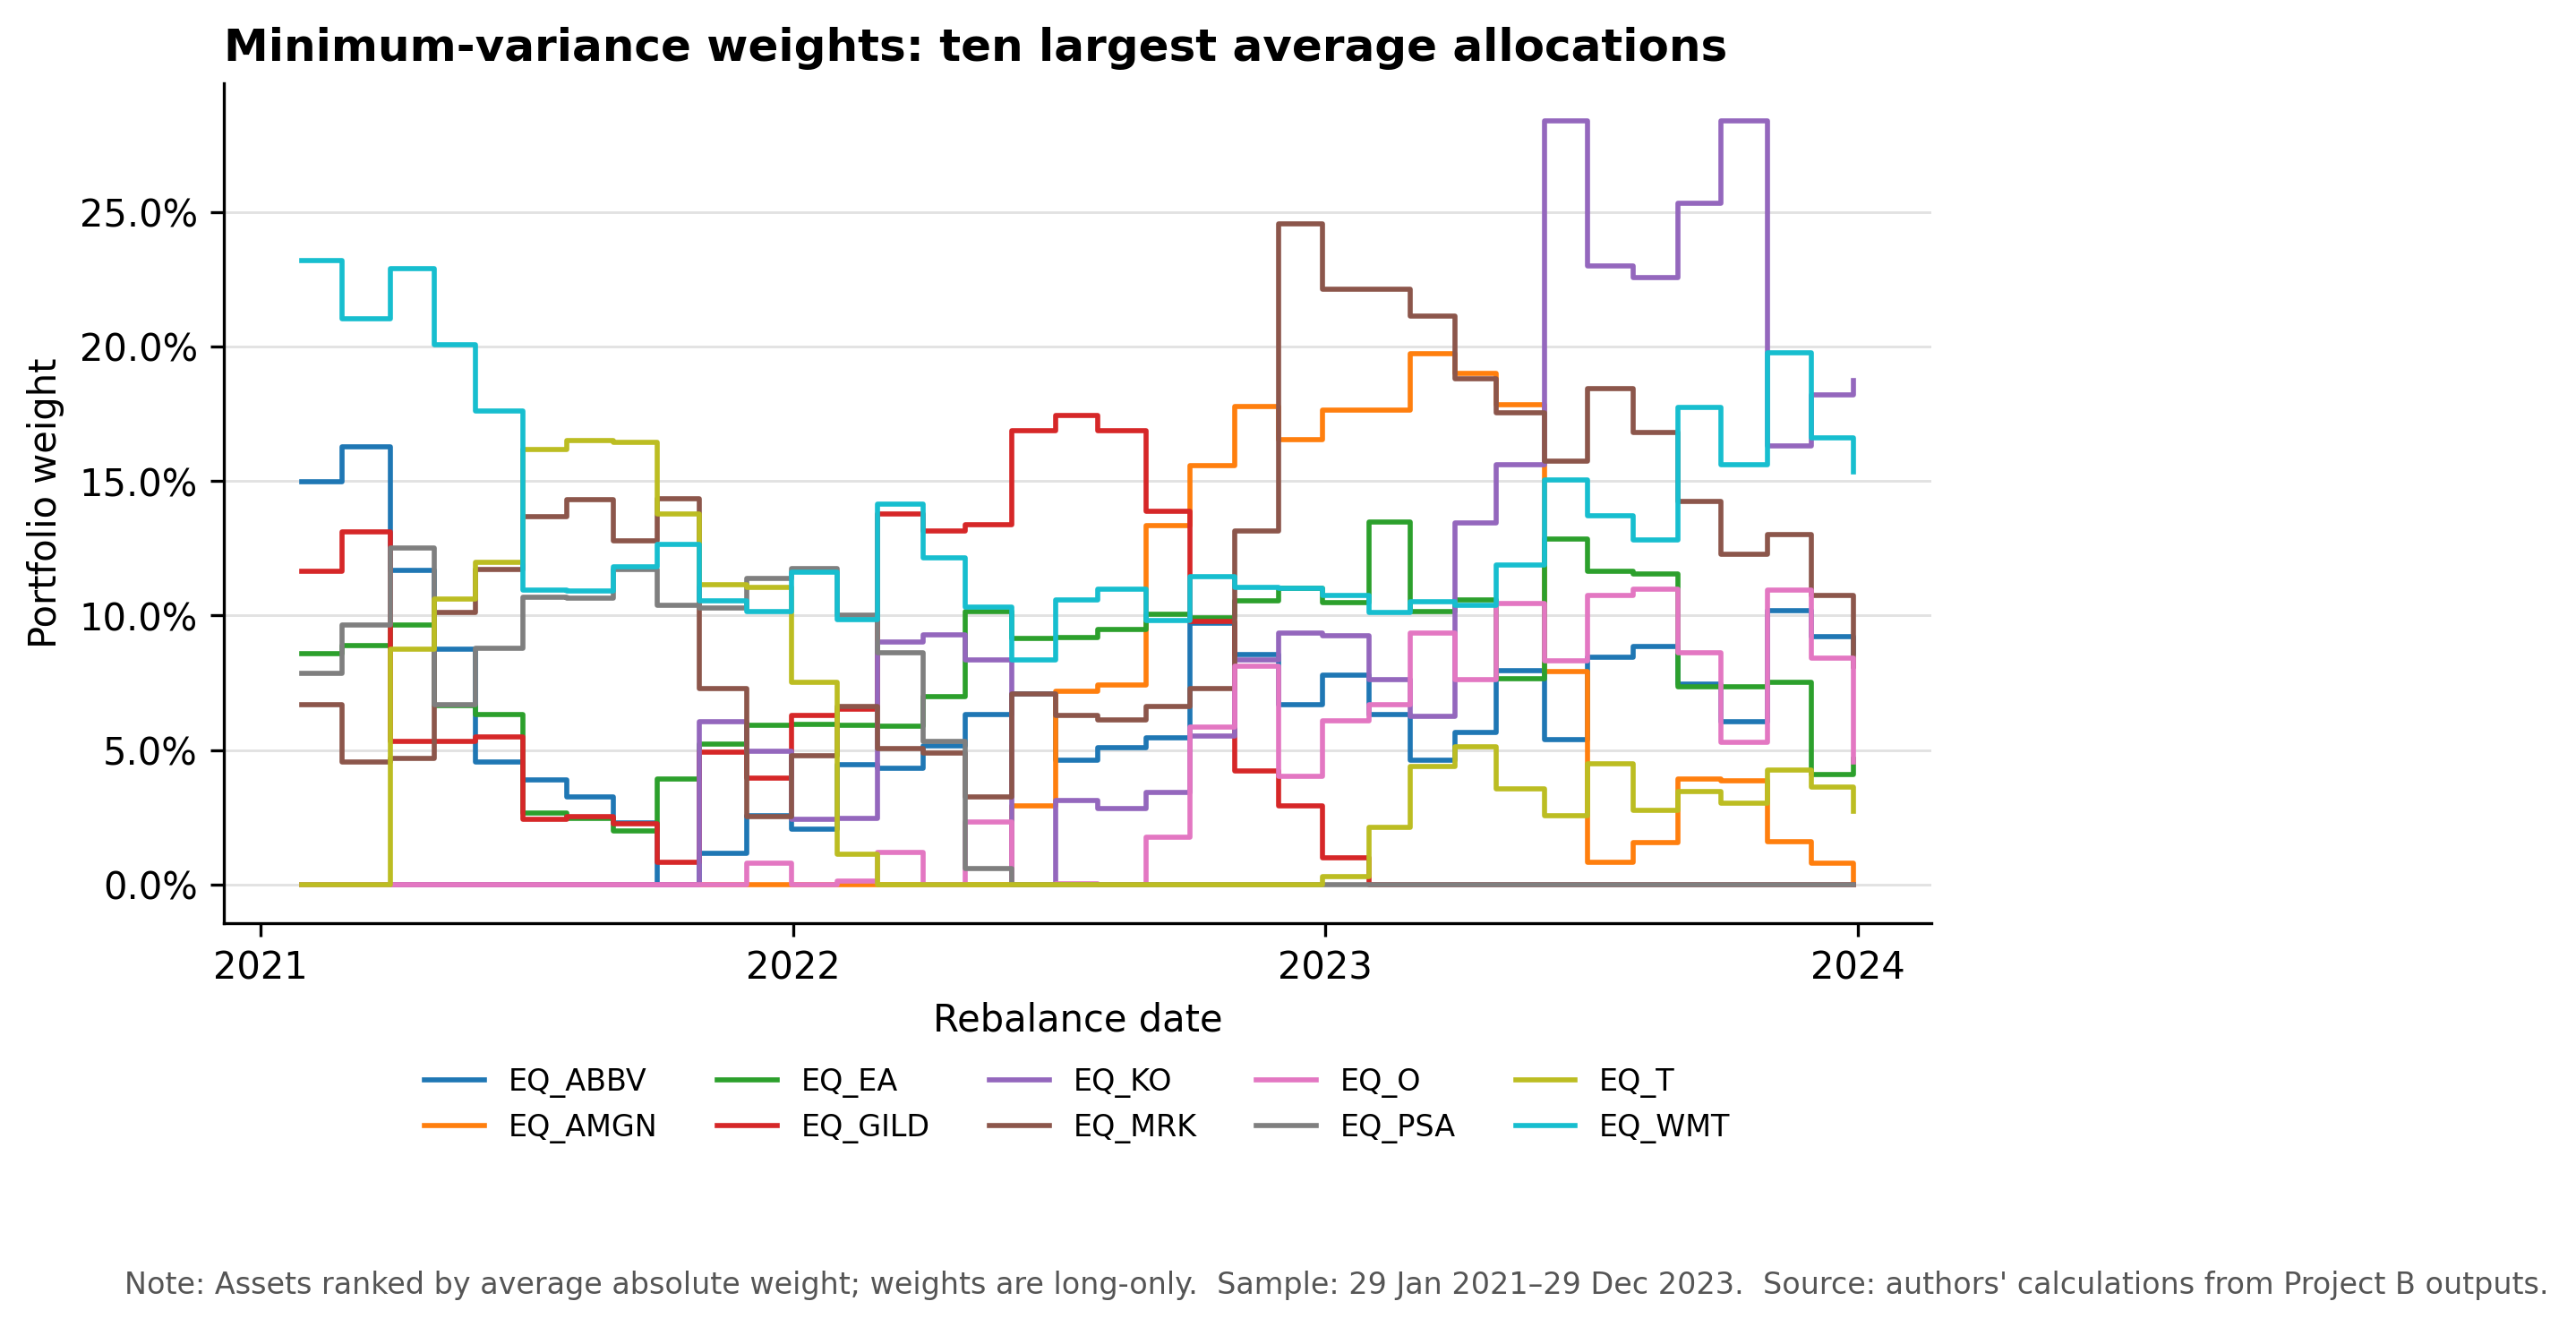 Minimum-variance weights: ten largest average allocations
Portfolio weight
25.0%
20.0%
15.0%
10.0%
5.0%
0.0%
2021 2022 2023 2024
Rebalance date
EQ_ABBV EQ_EA EQ_KO EQ_O EQ_T
EQ_AMGN EQ_GILD EQ_MRK EQ_PSA EQ_WMT
Note: Assets ranked by average absolute weight; weights are long-only.  Sample: 29 Jan 2021–29 Dec 2023.  Source: authors' calculations from Project B outputs.